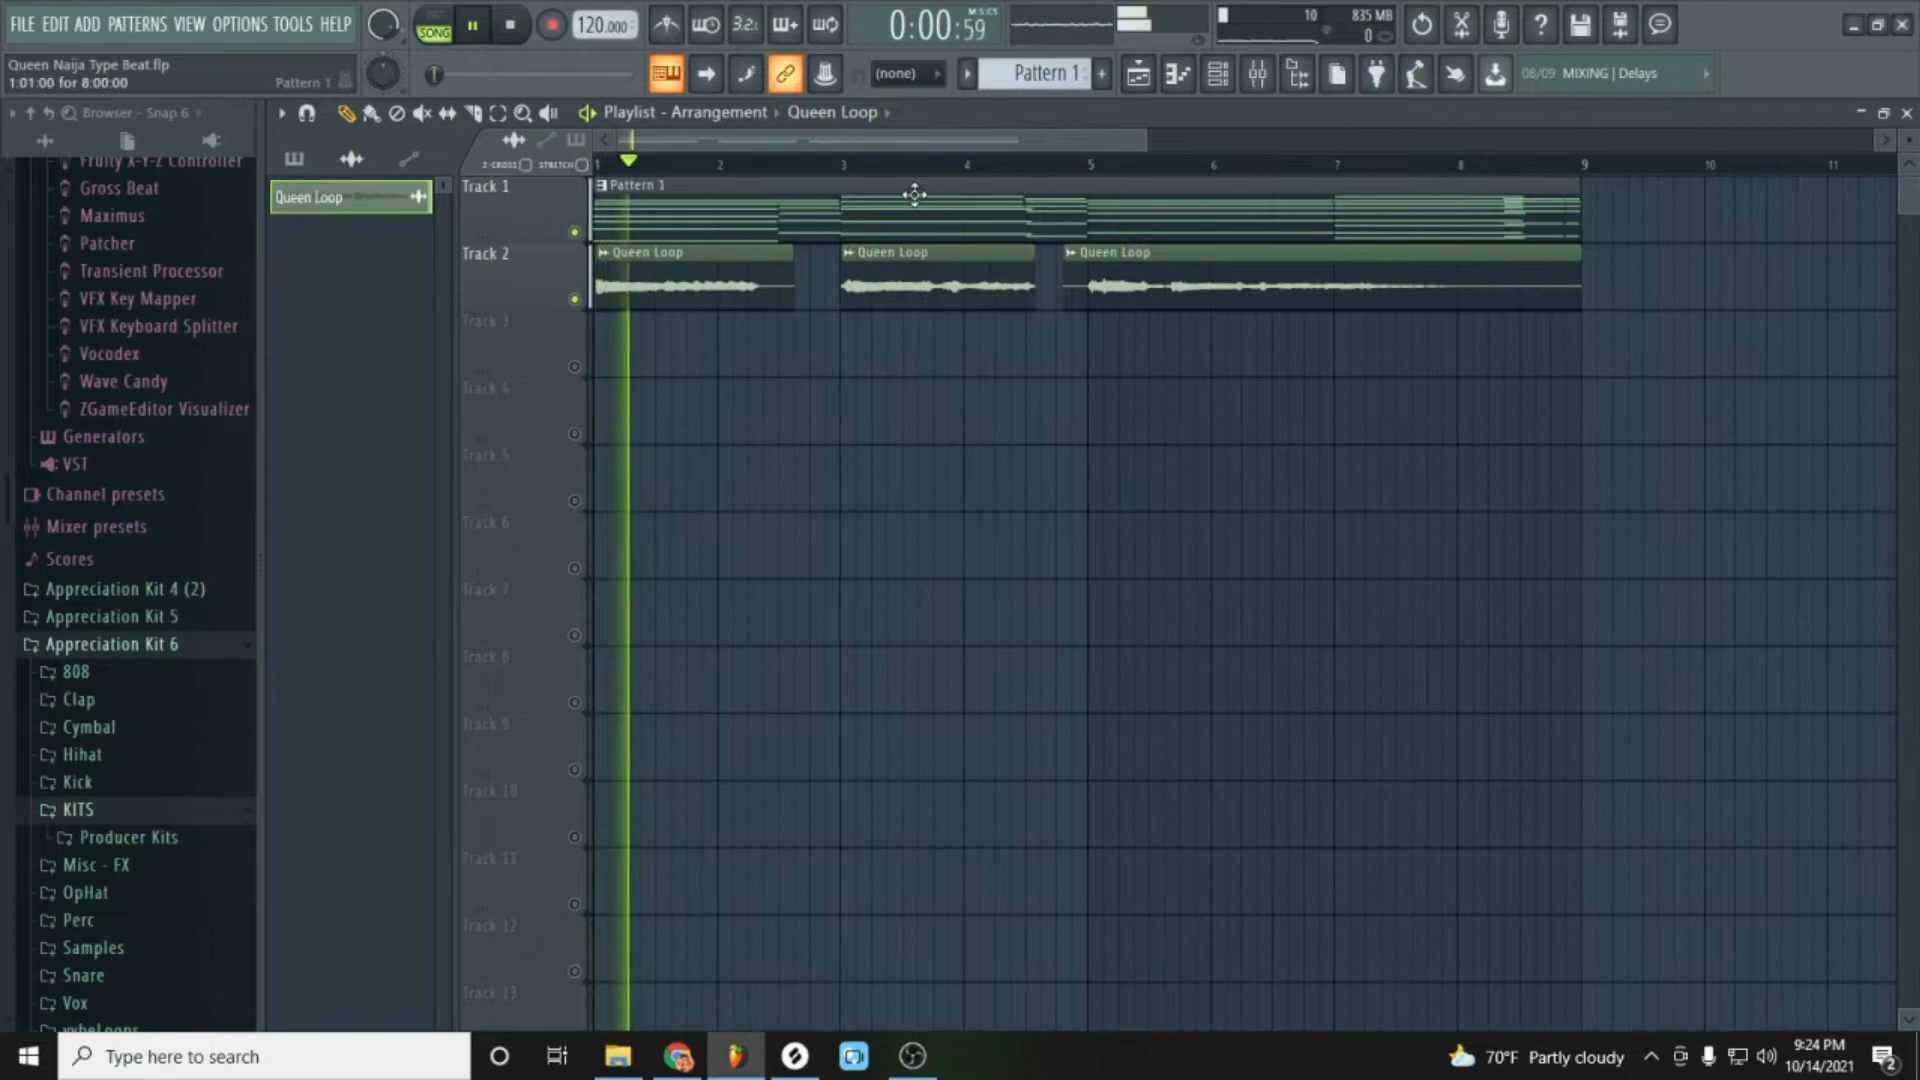 FILE EDIT ADD PATTERNS VIEW OPTIONS TOOLS HELP
SONG
120.000
3.2.1
0:00:59
M:S:CS
10
835 MB
0
Queen Naija Type Beat.flp
1:01:00 for 8:00:00
Pattern 1
(none)
Pattern 1
+
08/09 MIXING | Delays
Browser - Snap 6
Playlist - Arrangement
Queen Loop
Z-CROSS
STRETCH
1 2 3 4 5 6 7 8 9 10 11
Fruity X-Y-Z Controller
Gross Beat
Maximus
Patcher
Transient Processor
VFX Key Mapper
VFX Keyboard Splitter
Vocodex
Wave Candy
ZGameEditor Visualizer
Generators
VST
Channel presets
Mixer presets
Scores
Appreciation Kit 4 (2)
Appreciation Kit 5
Appreciation Kit 6
808
Clap
Cymbal
Hihat
Kick
KITS
Producer Kits
Misc - FX
OpHat
Perc
Samples
Snare
Vox
vybeLoops
Queen Loop
Track 1
Pattern 1
Track 2
Queen Loop
Queen Loop
Queen Loop
Track 3
Track 4
Track 5
Track 6
Track 7
Track 8
Track 9
Track 10
Track 11
Track 12
Track 13
Type here to search
70°F Partly cloudy
9:24 PM
10/14/2021
2